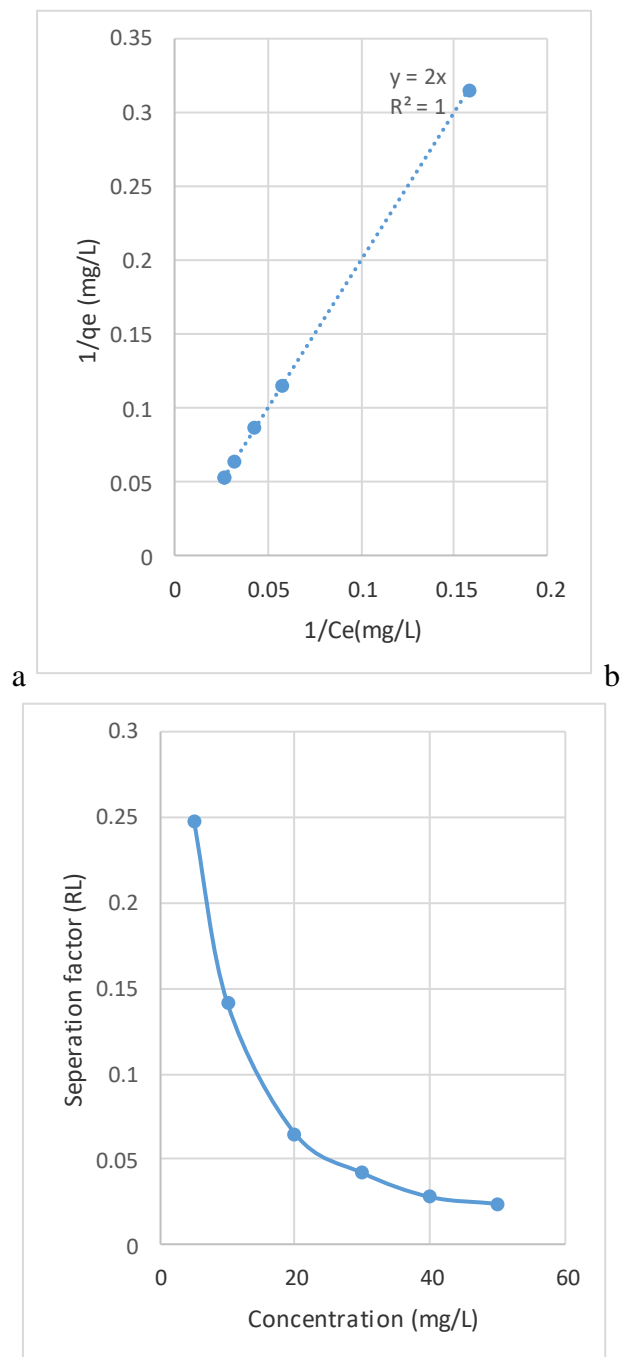 0.35
0.3
0.25
0.2
0.15
0.1
0.05
0
1/qe (mg/L)
y = 2x
R² = 1
0 0.05 0.1 0.15 0.2
1/Ce(mg/L)
a b
0.3
0.25
0.2
0.15
0.1
0.05
0
Seperation factor (RL)
0 20 40 60
Concentration (mg/L)